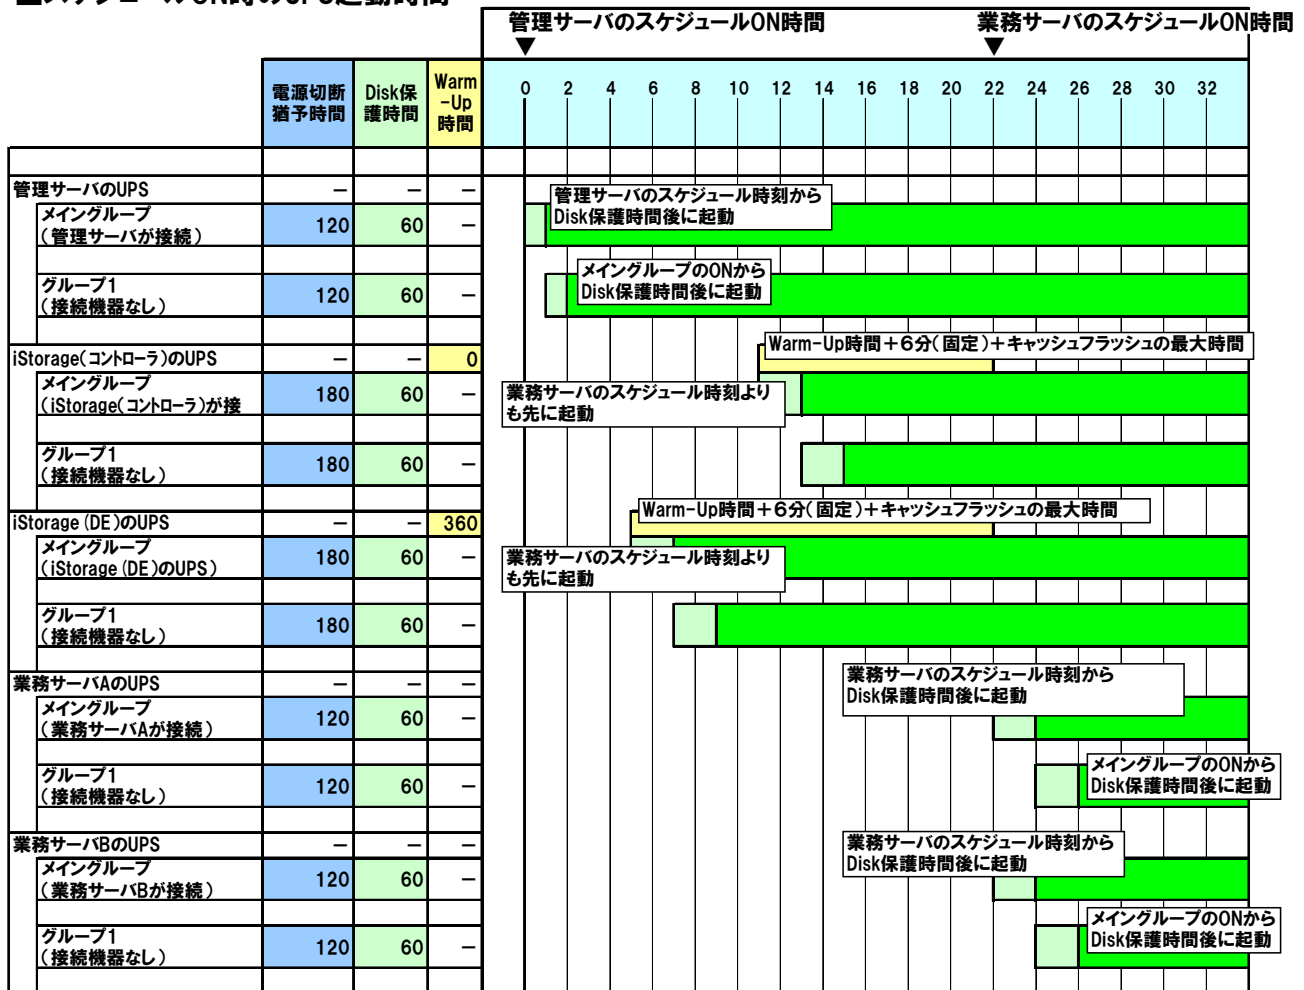 ■スケジュールON時のUPS起動時間
管理サーバのスケジュールON時間
業務サーバのスケジュールON時間
電源切断
猶予時間
Disk保
護時間
Warm
-Up
時間
0 2 4 6 8 10 12 14 16 18 20 22 24 26 28 30 32
管理サーバのUPS － － －
メイングループ
（管理サーバが接続） 120 60 －
管理サーバのスケジュール時刻から
Disk保護時間後に起動
グループ1
（接続機器なし） 120 60 －
メイングループのONから
Disk保護時間後に起動
iStorage(コントローラ)のUPS － － 0
Warm-Up時間＋６分（固定）＋キャッシュフラッシュの最大時間
メイングループ
（iStorage(コントローラ)が接 180 60 －
業務サーバのスケジュール時刻より
も先に起動
グループ1
（接続機器なし） 180 60 －
iStorage(DE)のUPS － － 360
Warm-Up時間＋６分（固定）＋キャッシュフラッシュの最大時間
メイングループ
（iStorage(DE)のUPS） 180 60 －
業務サーバのスケジュール時刻より
も先に起動
グループ1
（接続機器なし） 180 60 －
業務サーバAのUPS － － －
業務サーバのスケジュール時刻から
Disk保護時間後に起動
メイングループ
（業務サーバAが接続） 120 60 －
グループ1
（接続機器なし） 120 60 －
メイングループのONから
Disk保護時間後に起動
業務サーバBのUPS － － －
業務サーバのスケジュール時刻から
Disk保護時間後に起動
メイングループ
（業務サーバBが接続） 120 60 －
グループ1
（接続機器なし） 120 60 －
メイングループのONから
Disk保護時間後に起動